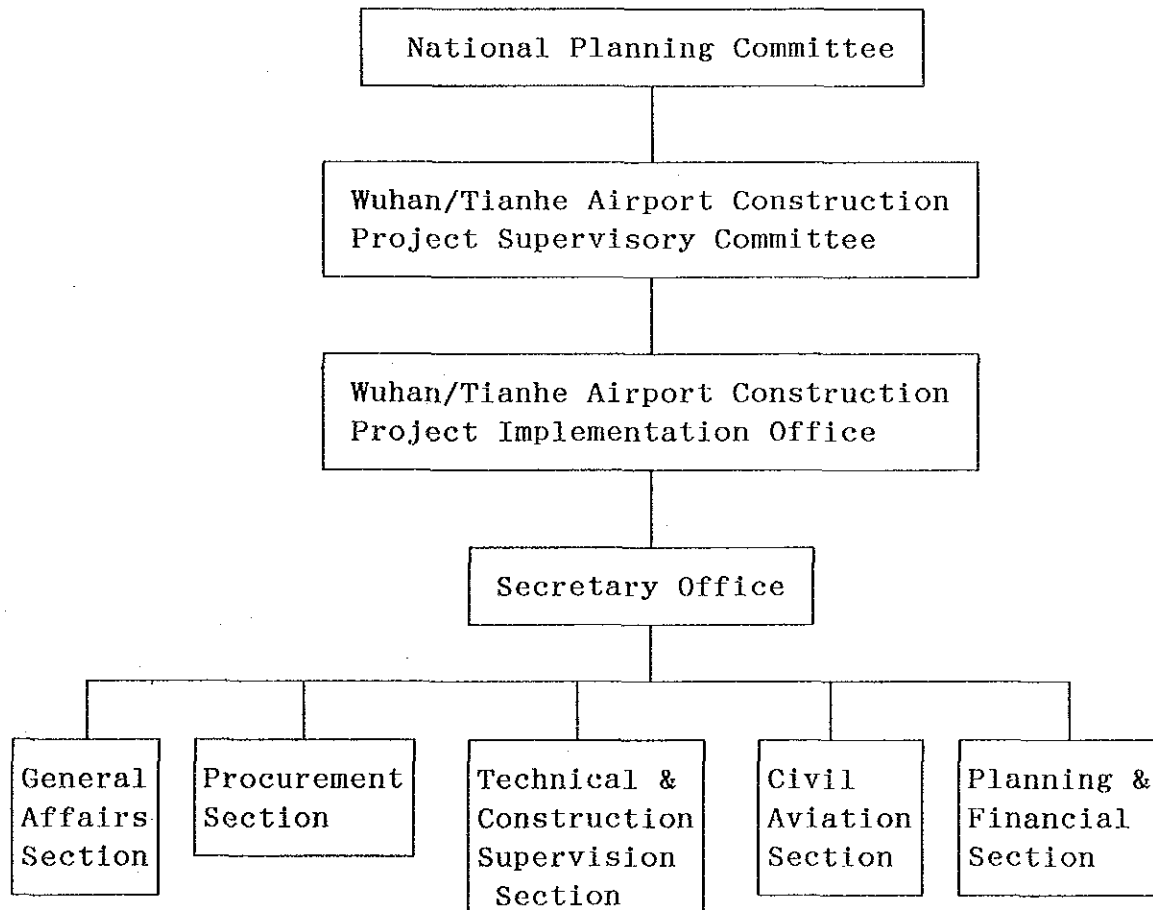 National Planning Committee
Wuhan/Tianhe Airport Construction
Project Supervisory Committee
Wuhan/Tianhe Airport Construction
Project Implementation Office
Secretary Office
General
Affairs
Section
Procurement
Section
Technical &
Construction
Supervision
Section
Civil
Aviation
Section
Planning &
Financial
Section